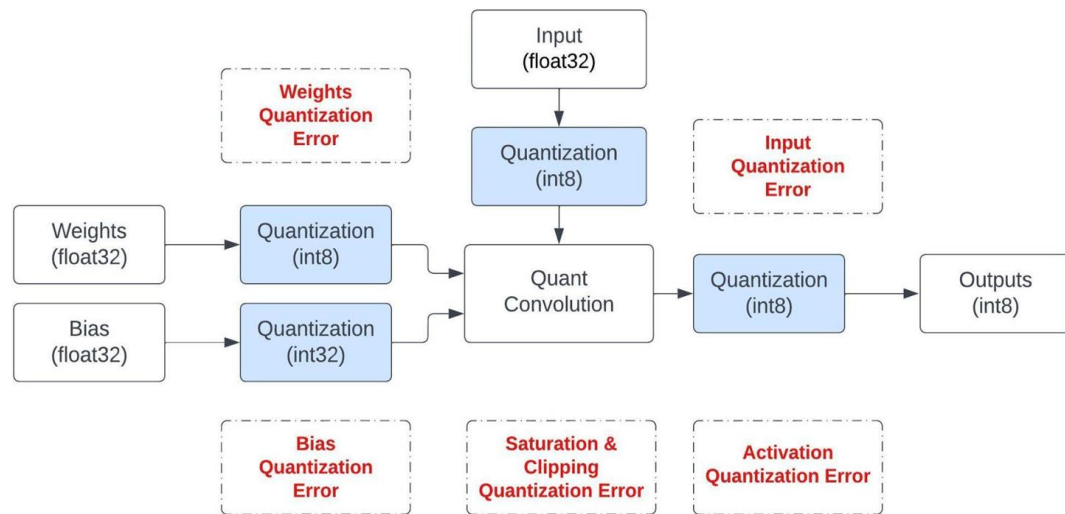 Input
(float32)
Weights
Quantization
Error
Quantization
(int8)
Input
Quantization
Error
Weights
(float32)
Quantization
(int8)
Quant
Convolution
Quantization
(int8)
Outputs
(int8)
Bias
(float32)
Quantization
(int32)
Bias
Quantization
Error
Saturation &
Clipping
Quantization Error
Activation
Quantization Error